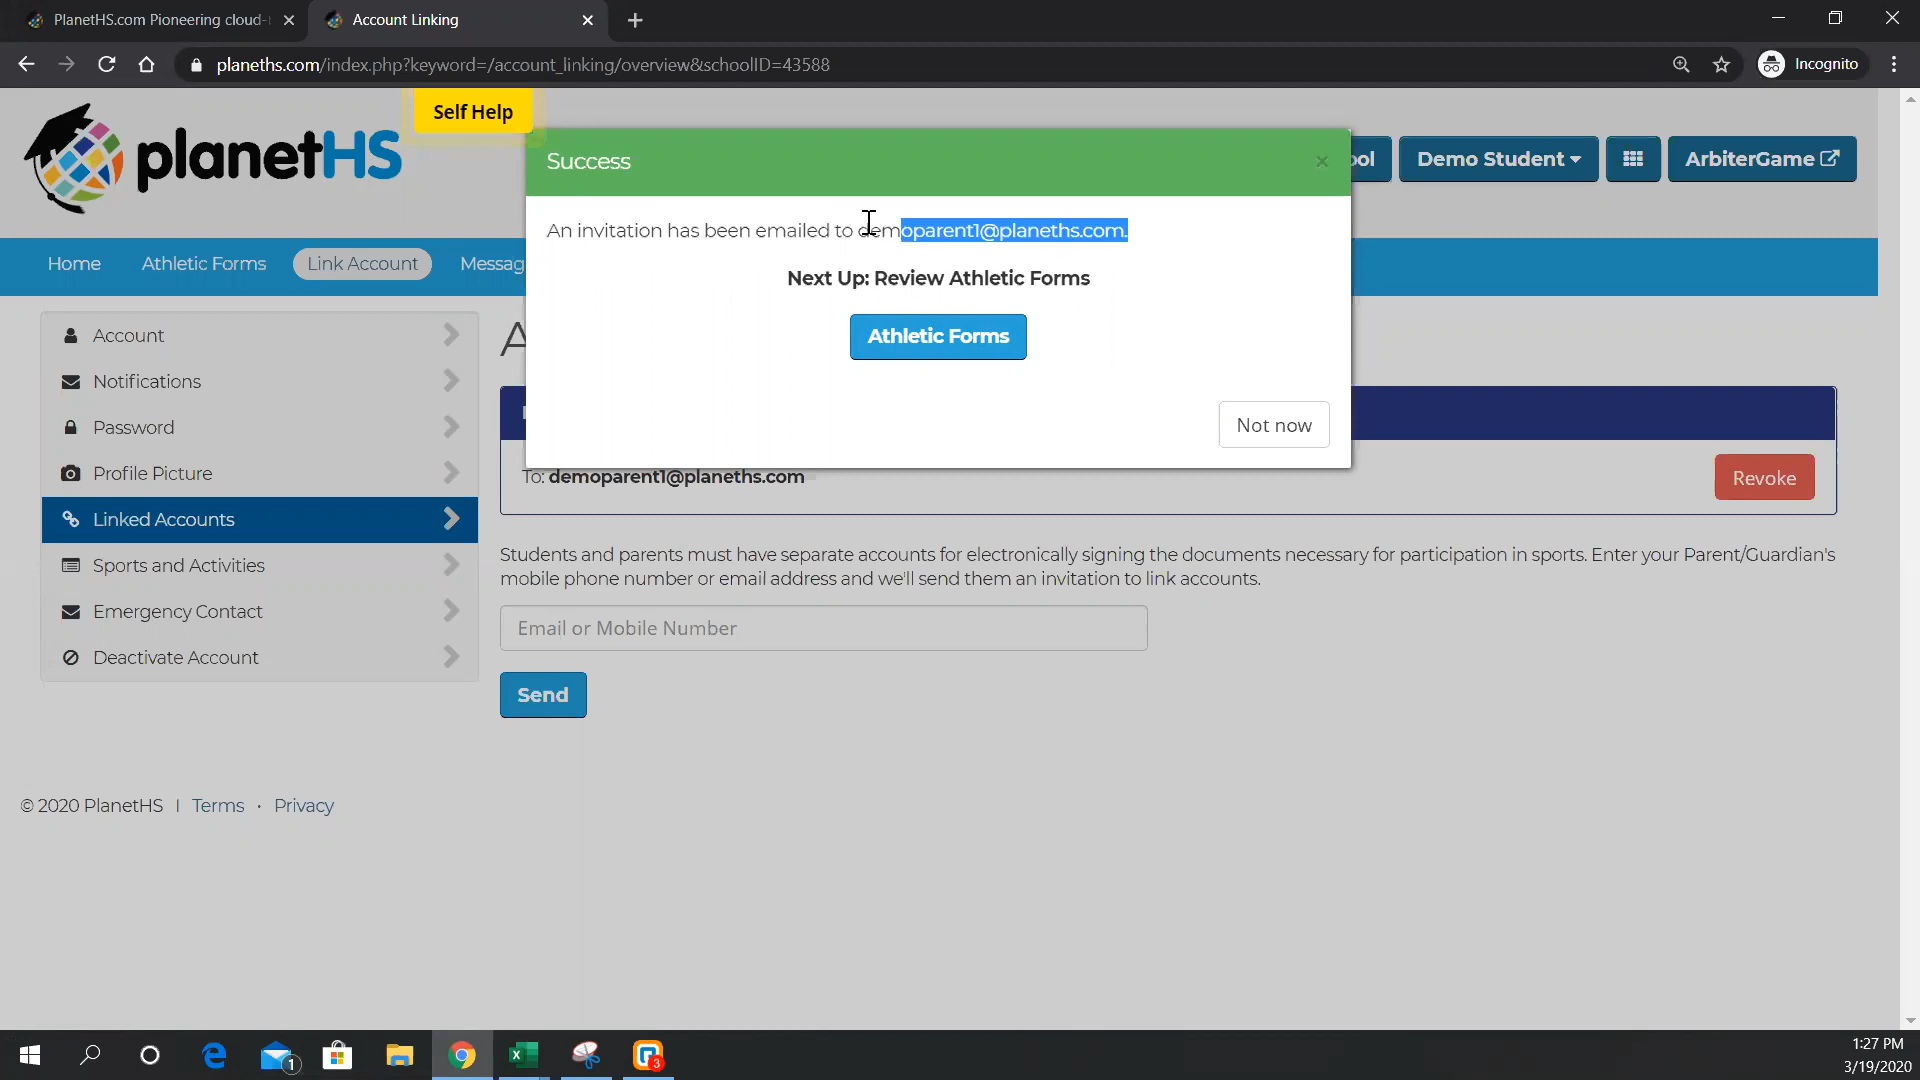 PlanetHS.com Pioneering cloud-
Account Linking
planeths.com/index.php?keyword=/account_linking/overview&schoolID=43588
Incognito
Self Help
planetHS
Success
ool
Demo Student
ArbiterGame
An invitation has been emailed to demoparent1@planeths.com.
Home
Athletic Forms
Link Account
Messag
Next Up: Review Athletic Forms
Athletic Forms
Not now
Account
Notifications
Password
Profile Picture
Linked Accounts
Sports and Activities
Emergency Contact
Deactivate Account
A
To: demoparent1@planeths.com
Revoke
Students and parents must have separate accounts for electronically signing the documents necessary for participation in sports. Enter your Parent/Guardian's
mobile phone number or email address and we'll send them an invitation to link accounts.
Email or Mobile Number
Send
© 2020 PlanetHS | Terms · Privacy
1
3
1:27 PM
3/19/2020